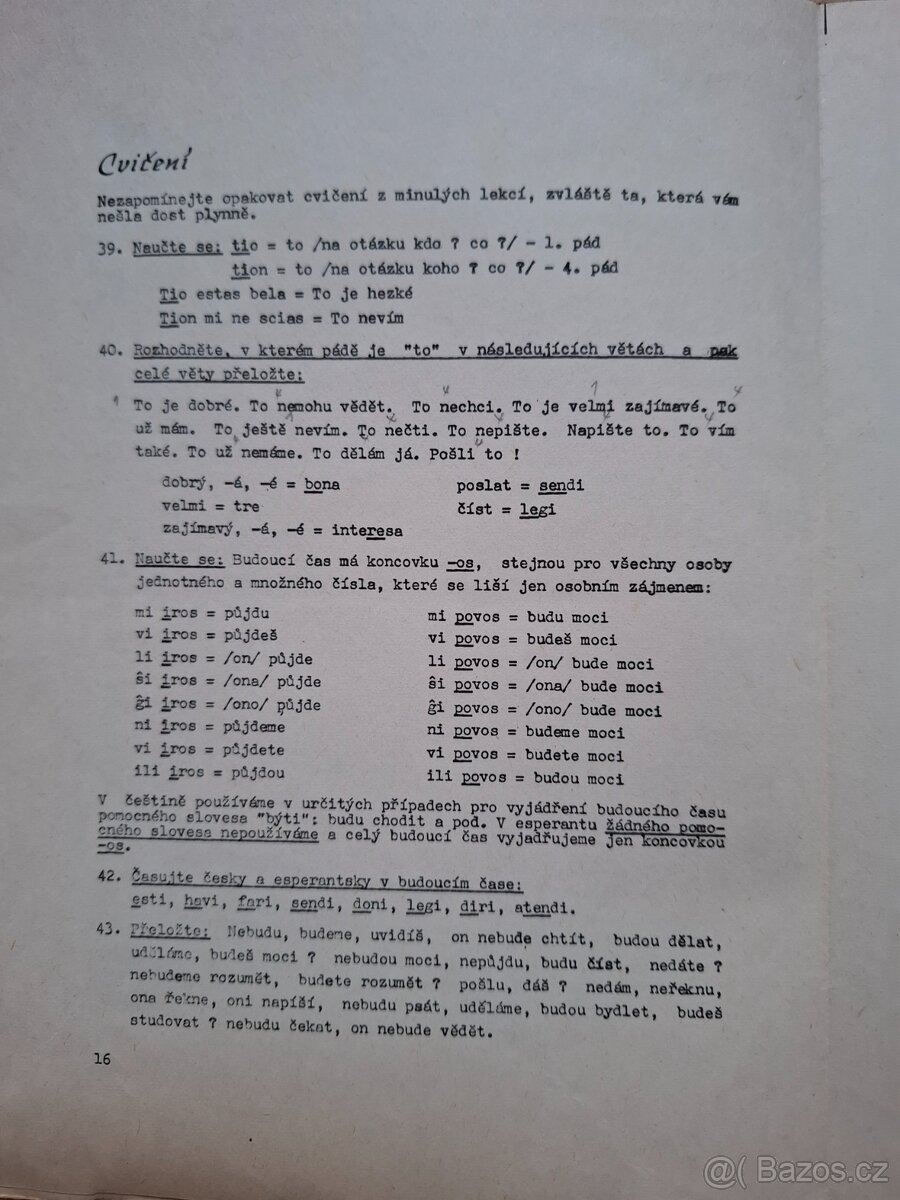 Cvičení
Nezapomínejte opakovat cvičení z minulých lekcí, zvláště ta, která vám
nešla dost plynně.
39. Naučte se: tio = to /na otázku kdo ? co ?/ - 1. pád
tion = to /na otázku koho ? co ?/ - 4. pád
Tio estas bela = To je hezké
Tion mi ne scias = To nevím
40. Rozhodněte, v kterém pádě je "to" v následujících větách a pak
celé věty přeložte:
To je dobré. To nemohu vědět. To nechci. To je velmi zajímavé. To
už mám. To ještě nevím. To nečti. To nepište. Napište to. To vím
také. To už nemáme. To dělám já. Pošli to !
dobrý, -á, -é = bona poslat = sendi
velmi = tre číst = legi
zajímavý, -á, -é = interesa
41. Naučte se: Budoucí čas má koncovku -os, stejnou pro všechny osoby
jednotného a množného čísla, které se liší jen osobním zájmenem:
mi iros = půjdu mi povos = budu moci
vi iros = půjdeš vi povos = budeš moci
li iros = /on/ půjde li povos = /on/ bude moci
ŝi iros = /ona/ půjde ŝi povos = /ona/ bude moci
ĝi iros = /ono/ půjde ĝi povos = /ono/ bude moci
ni iros = půjdeme ni povos = budeme moci
vi iros = půjdete vi povos = budete moci
ili iros = půjdou ili povos = budou moci
V češtině používáme v určitých případech pro vyjádření budoucího času
pomocného slovesa "býti": budu chodit a pod. V esperantu žádného pomo-
cného slovesa nepoužíváme a celý budoucí čas vyjadřujeme jen koncovkou
-os.
42. Časujte česky a esperantsky v budoucím čase:
esti, havi, fari, sendi, doni, legi, diri, atendi.
43. Přeložte: Nebudu, budeme, uvidíš, on nebude chtít, budou dělat,
uděláme, budeš moci ? nebudou moci, nepůjdu, budu číst, nedáte ?
nebudeme rozumět, budete rozumět ? pošlu, dáš ? nedám, neřeknu,
ona řekne, oni napíší, nebudu psát, uděláme, budou bydlet, budeš
studovat ? nebudu čekat, on nebude vědět.
16
@( Bazos.cz